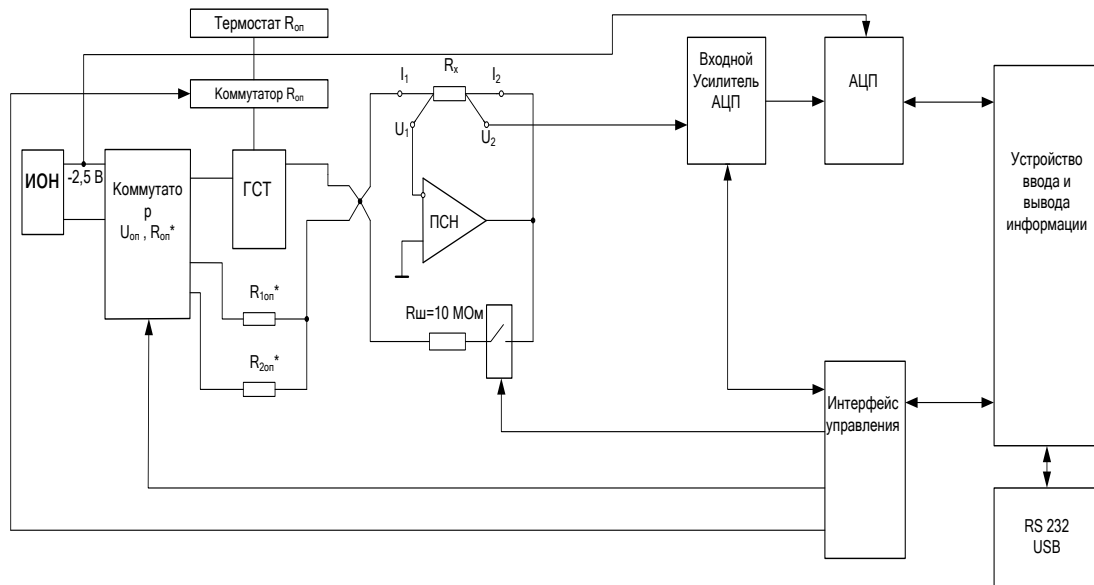 Термостат Rоп
Коммутатор Rоп
ИОН
-2,5 В
Коммутато
р
Uоп , Rоп*
ГСТ
R1оп*
R2оп*
I1
Rx
I2
U1
U2
ПСН
Rш=10 МОм
Входной
Усилитель
АЦП
АЦП
Устройство
ввода и
вывода
информации
Интерфейс
управления
RS 232
USB